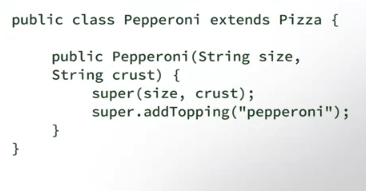 public class Pepperoni extends Pizza {
public Pepperoni(String size,
String crust) {
super(size, crust);
super.addTopping("pepperoni");
}
}